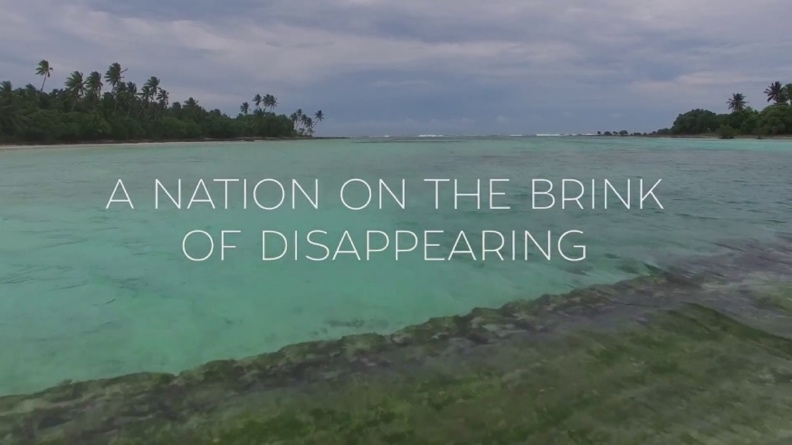 A NATION ON THE BRINK
OF DISAPPEARING